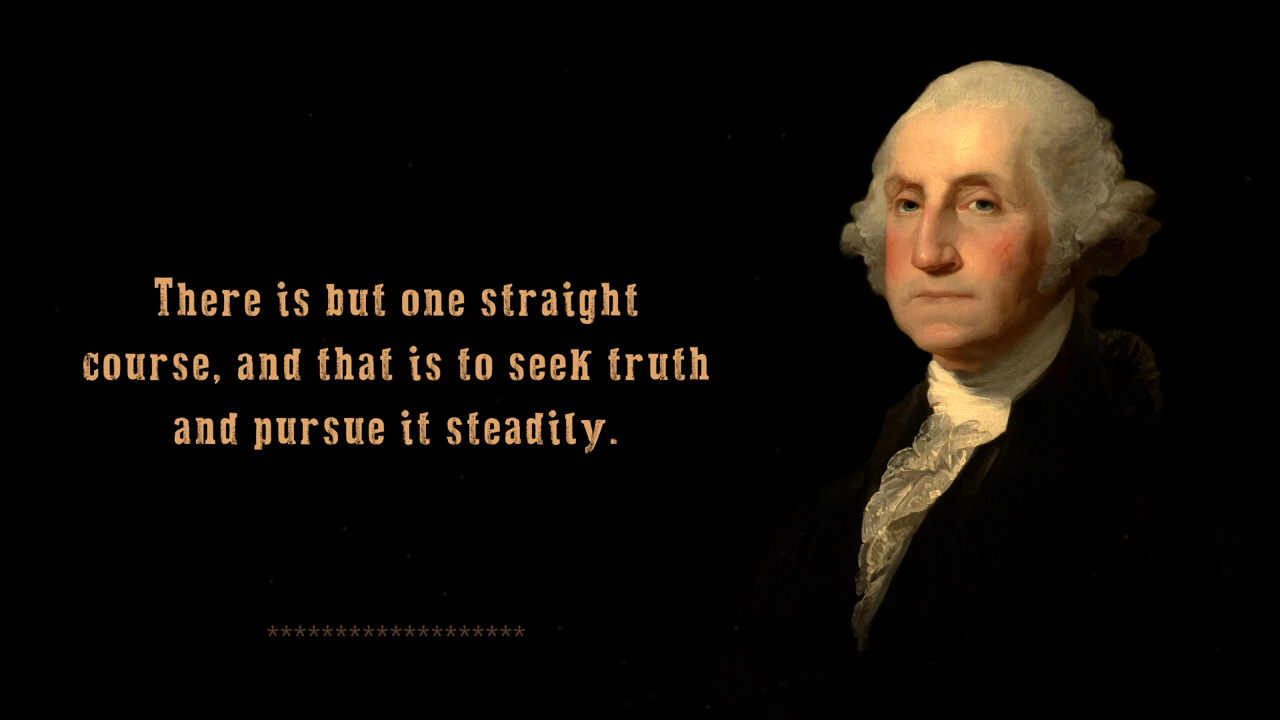 There is but one straight
course, and that is to seek truth
and pursue it steadily.
*******************